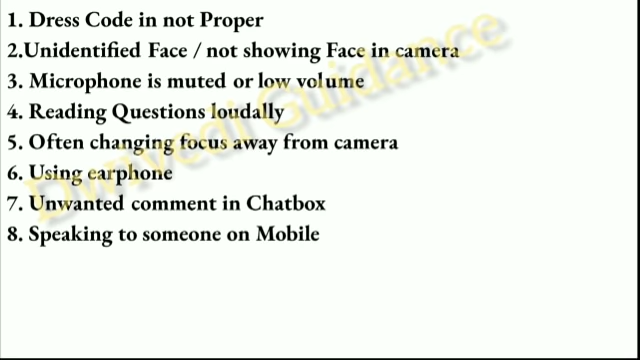 1. Dress Code in not Proper
2.Unidentified Face / not showing Face in camera
3. Microphone is muted or low volume
4. Reading Questions loudally
5. Often changing focus away from camera
6. Using earphone
7. Unwanted comment in Chatbox
8. Speaking to someone on Mobile
Dwivedi Guidance